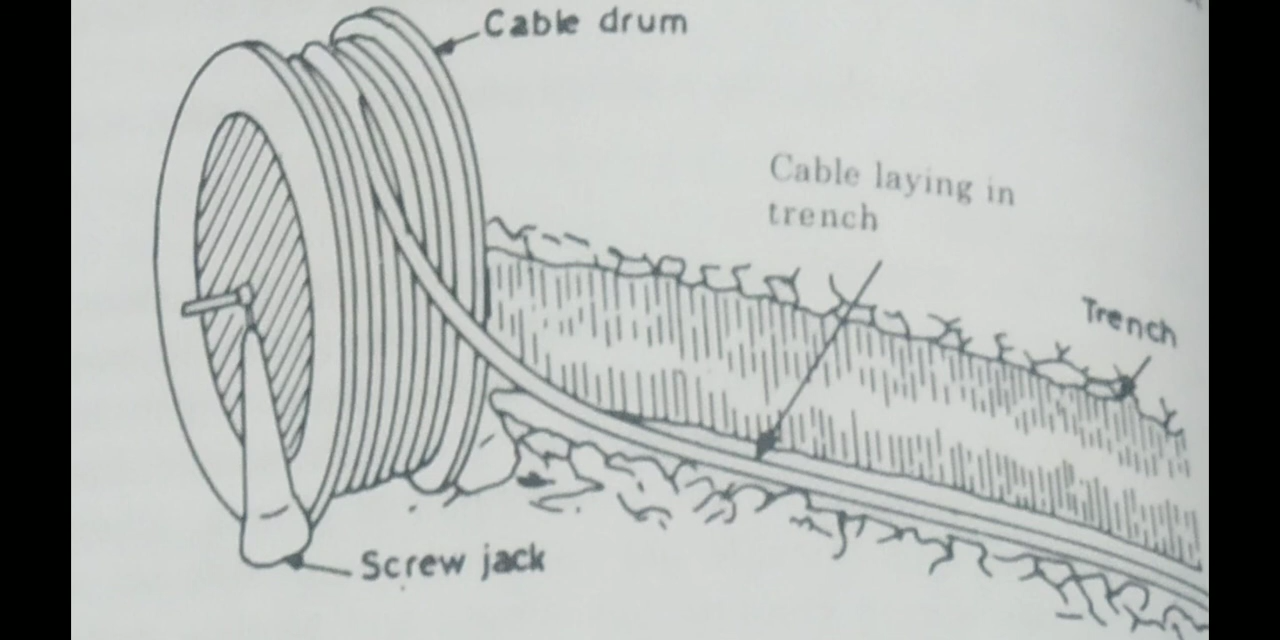 Cable drum
Cable laying in
trench
Trench
Screw jack